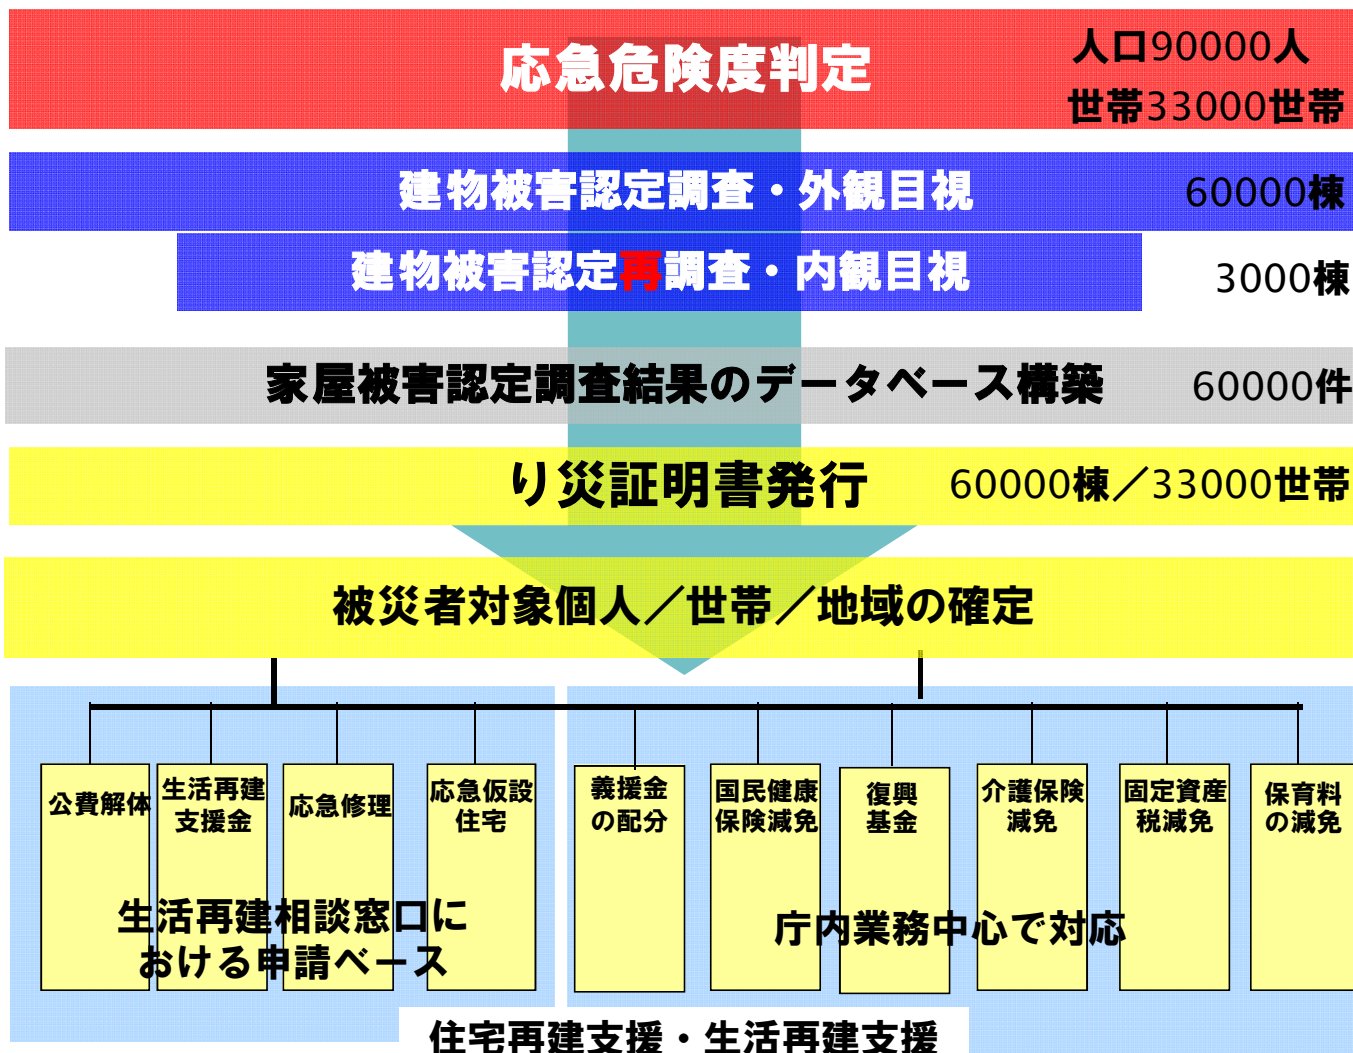 応急危険度判定
人口90000人
世帯33000世帯
建物被害認定調査・外観目視
60000棟
建物被害認定再調査・内観目視
3000棟
家屋被害認定調査結果のデータベース構築
60000件
り災証明書発行
60000棟／33000世帯
被災者対象個人／世帯／地域の確定
公費解体
生活再建
支援金
応急修理
応急仮設
住宅
義援金
の配分
国民健康
保険減免
復興
基金
介護保険
減免
固定資産
税減免
保育料
の減免
生活再建相談窓口に
おける申請ベース
庁内業務中心で対応
住宅再建支援・生活再建支援